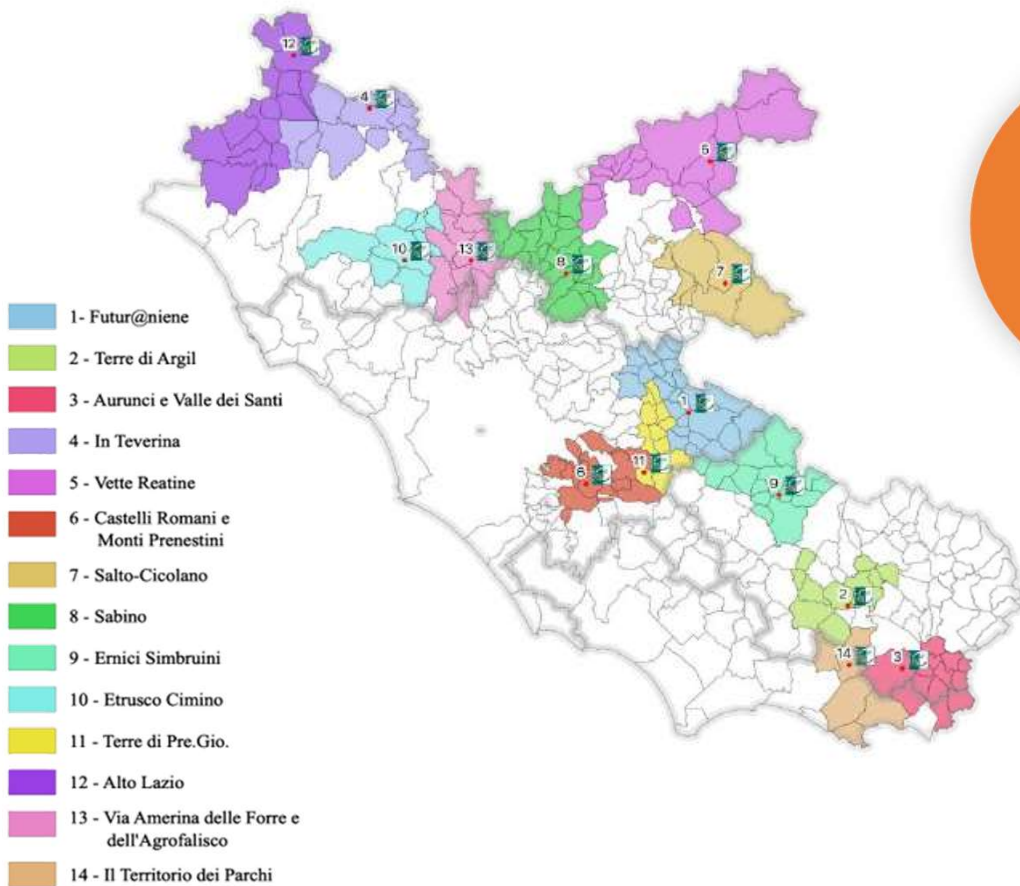 12
4
5
10
13
8
7
1
11
6
9
2
14
3
1- Futur@niene
2 - Terre di Argil
3 - Aurunci e Valle dei Santi
4 - In Teverina
5 - Vette Reatine
6 - Castelli Romani e
Monti Prenestini
7 - Salto-Cicolano
8 - Sabino
9 - Ernici Simbruini
10 - Etrusco Cimino
11 - Terre di Pre.Gio.
12 - Alto Lazio
13 - Via Amerina delle Forre e
dell'Agrofalisco
14 - Il Territorio dei Parchi